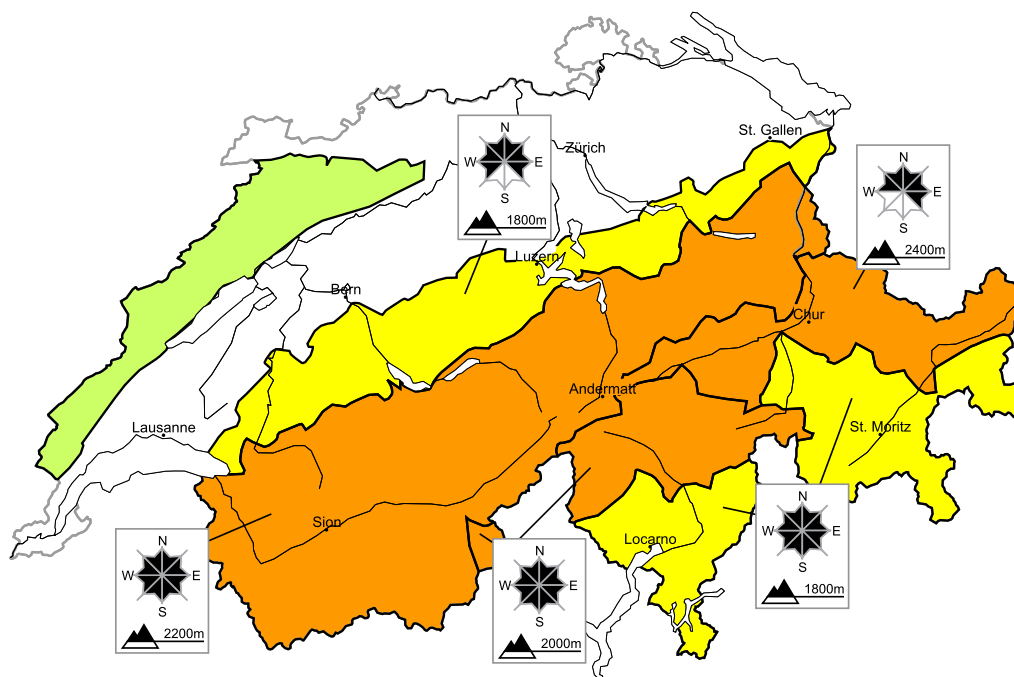 St. Gallen
N
W E
S
1800m
Zürich
N
W E
S
2400m
Luzern
Bern
Chur
Andermatt
Lausanne
St. Moritz
Sion
Locarno
N
W E
S
1800m
N
W E
S
2200m
N
W E
S
2000m